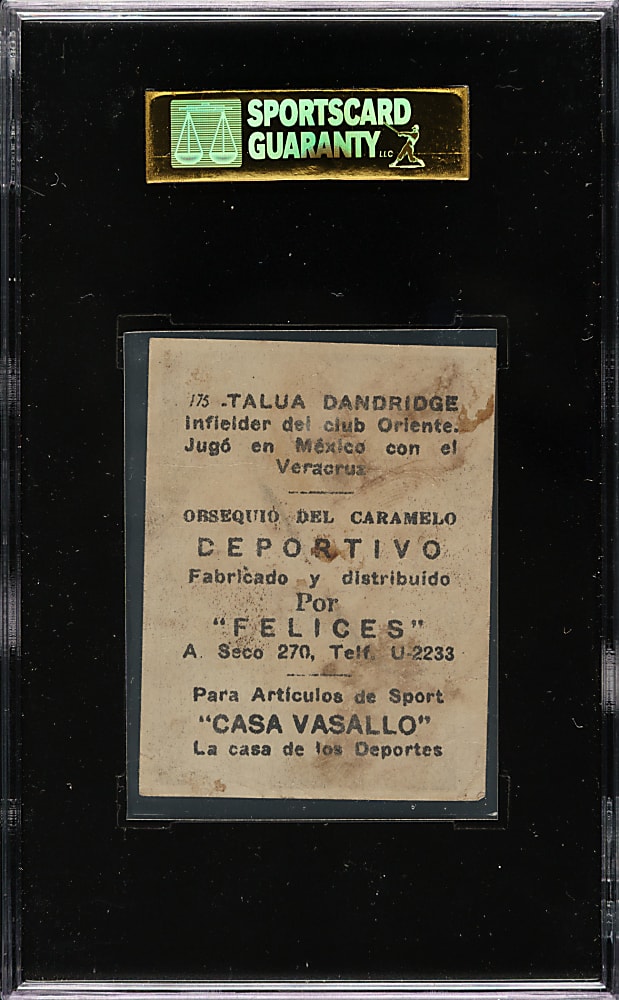 SPORTSCARD
GUARANTY LLC
175 .TALUA DANDRIDGE
Infielder del club Oriente.
Jugó en México con el
Veracruz
OBSEQUIO DEL CARAMELO
DEPORTIVO
Fabricado y distribuido
Por
"FELICES"
A. Seco 270, Telf. U-2233
Para Artículos de Sport
"CASA VASALLO"
La casa de los Deportes